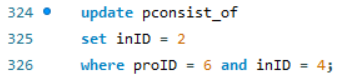 324 update pconsist_of
325 set inID = 2
326 where proID = 6 and inID = 4;